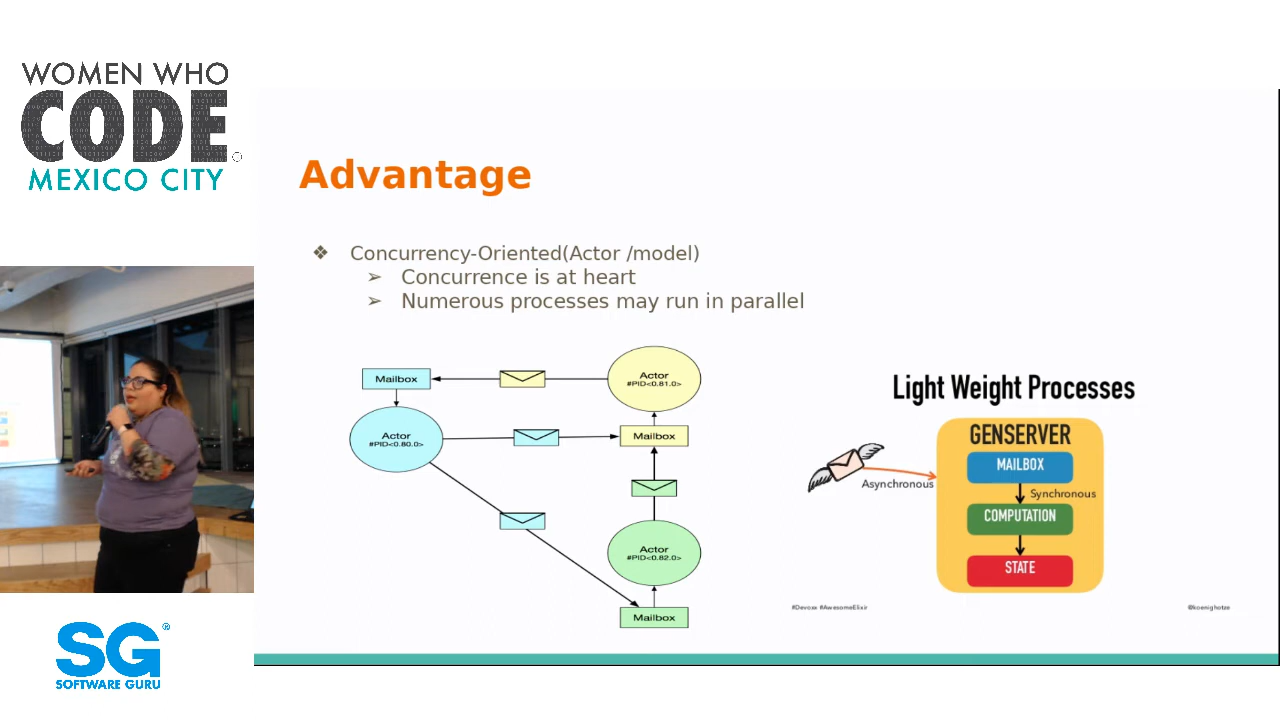 WOMEN WHO
CODE
MEXICO CITY
Advantage
❖ Concurrency-Oriented(Actor /model)
➢ Concurrence is at heart
➢ Numerous processes may run in parallel
Mailbox
Actor
#PID<0.81.0>
Actor
#PID<0.80.0>
Mailbox
Actor
#PID<0.82.0>
Mailbox
Light Weight Processes
GENSERVER
MAILBOX
Asynchronous
Synchronous
COMPUTATION
STATE
#Devoxx #AwesomeElixir
@koenighotze
SG®
SOFTWARE GURU